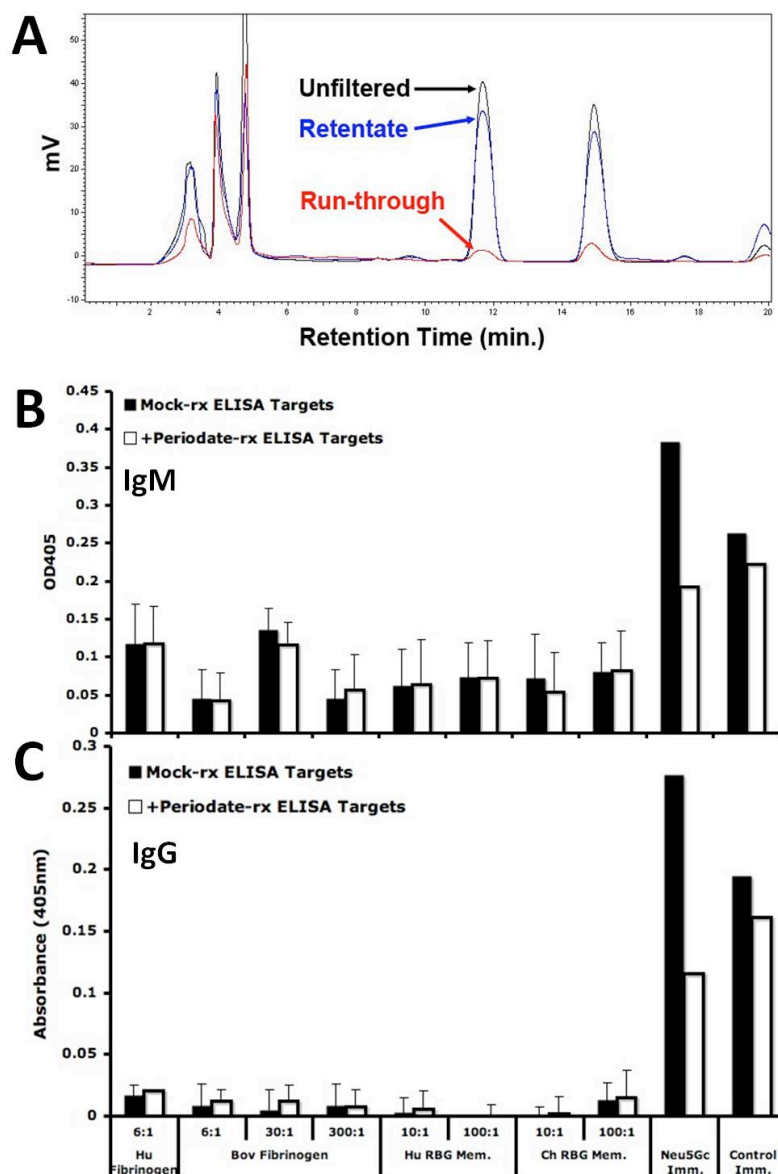 A
50
40
30
20
10
0
-10
mV
Unfiltered
Retentate
Run-through
2 4 6 8 10 12 14 16 18 20
Retention Time (min.)
B
0.45
0.4
0.35
0.3
0.25
0.2
0.15
0.1
0.05
0
OD405
Mock-rx ELISA Targets
+Periodate-rx ELISA Targets
IgM
C
0.3
0.25
0.2
0.15
0.1
0.05
0
Absorbance (405nm)
Mock-rx ELISA Targets
+Periodate-rx ELISA Targets
IgG
6:1 6:1 30:1 300:1 10:1 100:1 10:1 100:1 Neu5Gc Control
Hu Bov Fibrinogen Hu RBG Mem. Ch RBG Mem. Imm. Imm.
Fibrinogen